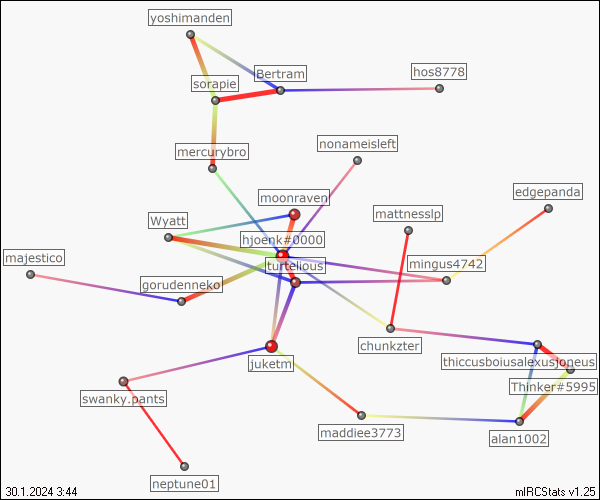 yoshimanden
Bertram
hos8778
sorapie
mercurybro
nonameisleft
moonraven
edgepanda
mattnesslp
Wyatt
hjoenk#0000
majestico
turtelious
mingus4742
gorudenneko
chunkzter
juketm
thiccusboiusalexusjoneus
Thinker#5995
swanky.pants
maddiee3773
alan1002
neptune01
30.1.2024 3:44
mIRCStats v1.25